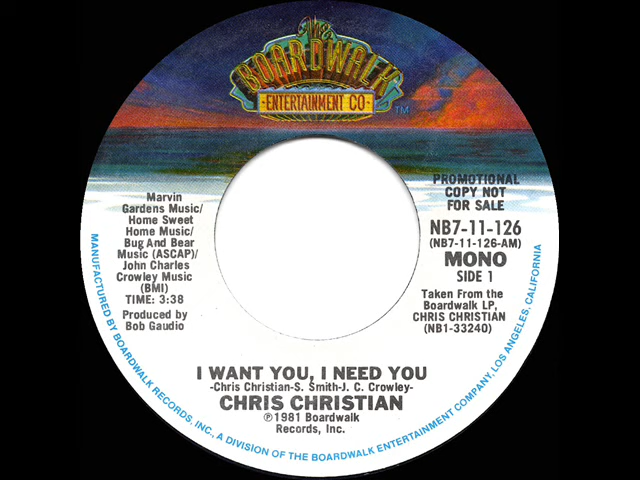 The
BOARDWALK
ENTERTAINMENT CO
TM
PROMOTIONAL
COPY NOT
FOR SALE
Marvin
Gardens Music/
Home Sweet
Home Music/
Bug And Bear
Music (ASCAP)/
John Charles
Crowley Music
(BMI)
TIME: 3:38
Produced by
Bob Gaudio
NB7-11-126
(NB7-11-126-AM)
MONO
SIDE 1
Taken From the
Boardwalk LP,
CHRIS CHRISTIAN
(NB1-33240)
I WANT YOU, I NEED YOU
-Chris Christian-S. Smith-J. C. Crowley-
CHRIS CHRISTIAN
℗1981 Boardwalk
Records, Inc.
MANUFACTURED BY BOARDWALK RECORDS, INC., A DIVISION OF THE BOARDWALK ENTERTAINMENT COMPANY, LOS ANGELES, CALIFORNIA